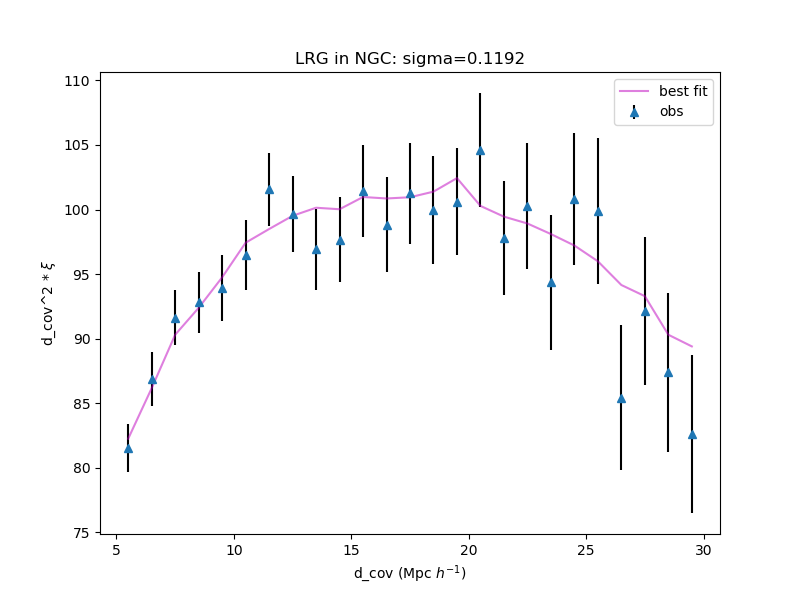 LRG in NGC: sigma=0.1192
best fit
obs
110
105
100
95
90
85
80
75
d_cov^2 * ξ
5 10 15 20 25 30
d_cov (Mpc h⁻¹)